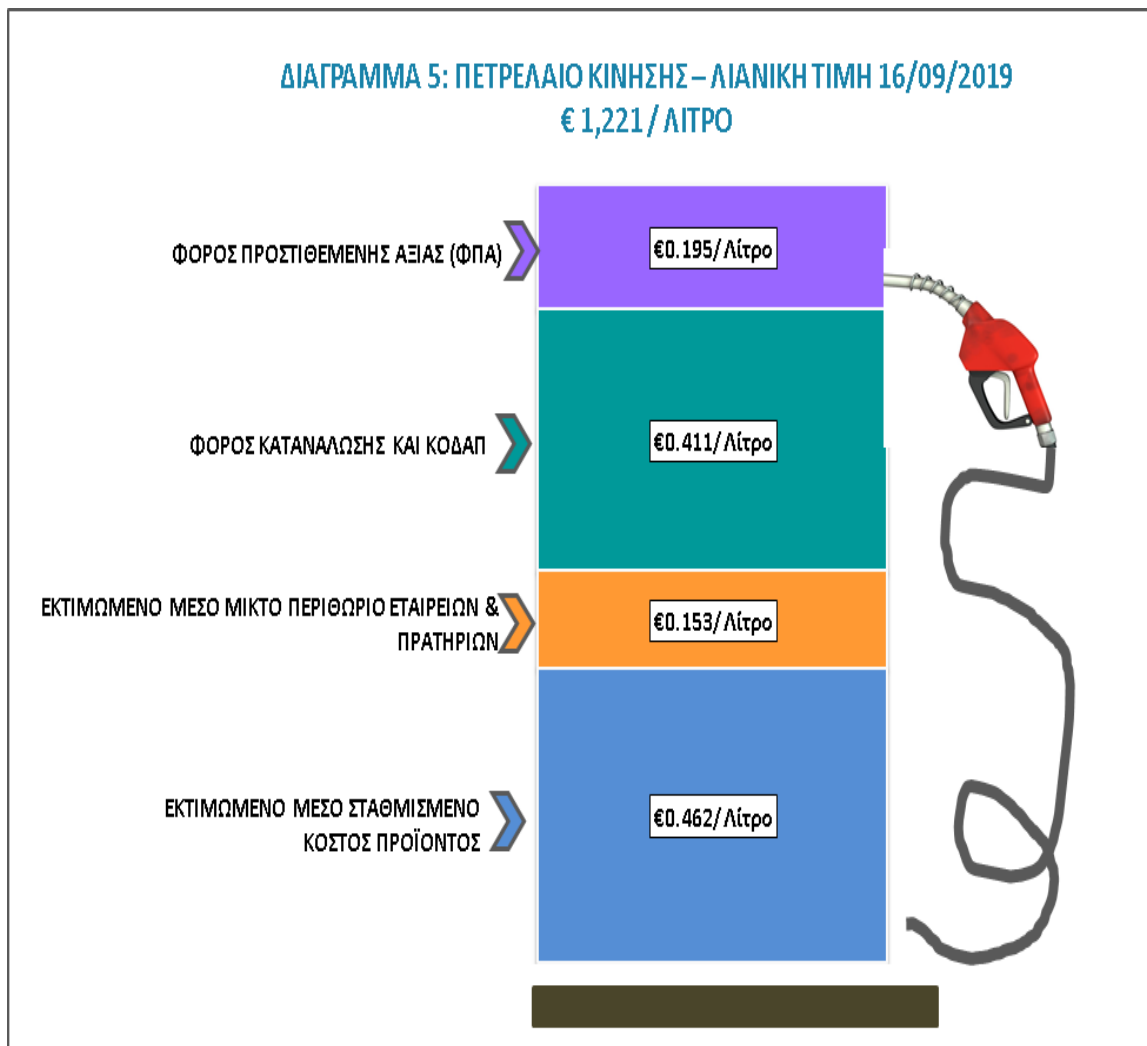 ΔΙΑΓΡΑΜΜΑ 5: ΠΕΤΡΕΛΑΙΟ ΚΙΝΗΣΗΣ – ΛΙΑΝΙΚΗ ΤΙΜΗ 16/09/2019
€ 1,221 / ΛΙΤΡΟ
ΦΟΡΟΣ ΠΡΟΣΤΙΘΕΜΕΝΗΣ ΑΞΙΑΣ (ΦΠΑ)
€0.195/ Λίτρο
ΦΟΡΟΣ ΚΑΤΑΝΑΛΩΣΗΣ ΚΑΙ ΚΟΔΑΠ
€0.411/ Λίτρο
ΕΚΤΙΜΩΜΕΝΟ ΜΕΣΟ ΜΙΚΤΟ ΠΕΡΙΘΩΡΙΟ ΕΤΑΙΡΕΙΩΝ &
ΠΡΑΤΗΡΙΩΝ
€0.153/ Λίτρο
ΕΚΤΙΜΩΜΕΝΟ ΜΕΣΟ ΣΤΑΘΜΙΣΜΕΝΟ
ΚΟΣΤΟΣ ΠΡΟΪΟΝΤΟΣ
€0.462/ Λίτρο